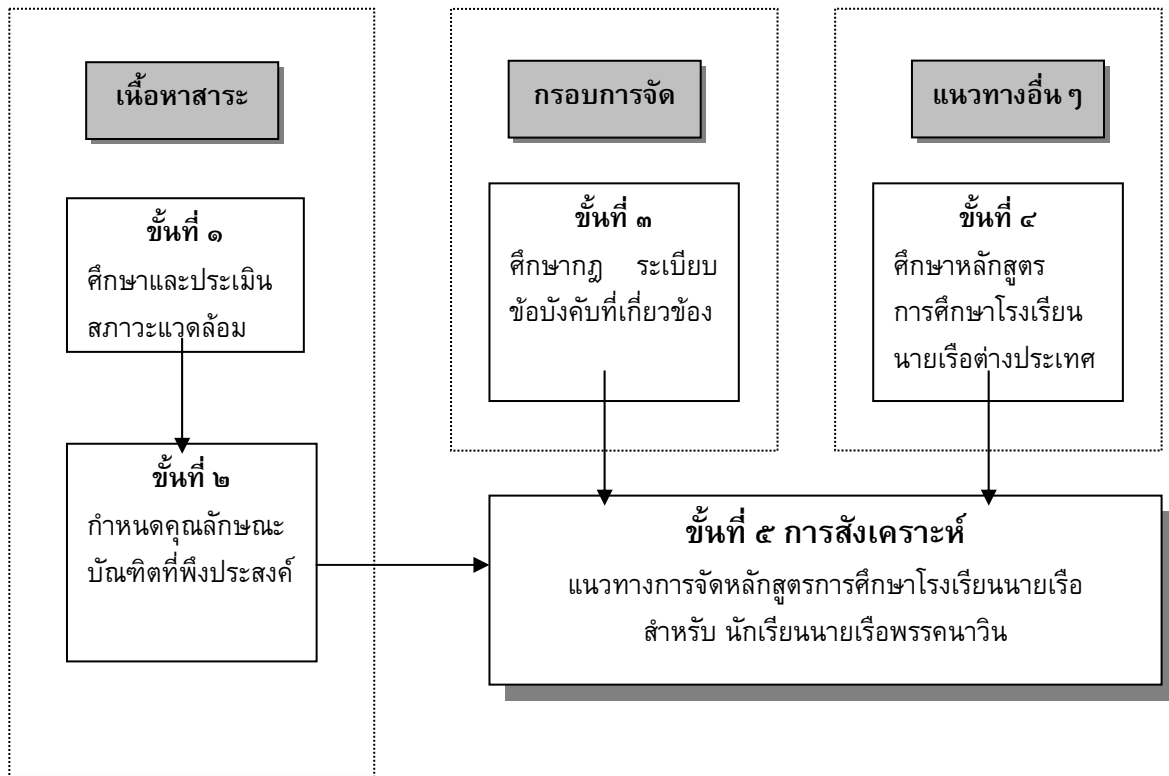 เนื้อหาสาระ
กรอบการจัด
แนวทางอื่น ๆ
ขั้นที่ ๑
ศึกษาและประเมิน
สภาวะแวดล้อม
ขั้นที่ ๓
ศึกษากฎ ระเบียบ
ข้อบังคับที่เกี่ยวข้อง
ขั้นที่ ๔
ศึกษาหลักสูตร
การศึกษาโรงเรียน
นายเรือต่างประเทศ
ขั้นที่ ๒
กำหนดคุณลักษณะ
บัณฑิตที่พึงประสงค์
ขั้นที่ ๕ การสังเคราะห์
แนวทางการจัดหลักสูตรการศึกษาโรงเรียนนายเรือ
สำหรับ นักเรียนนายเรือพรรคนาวิน